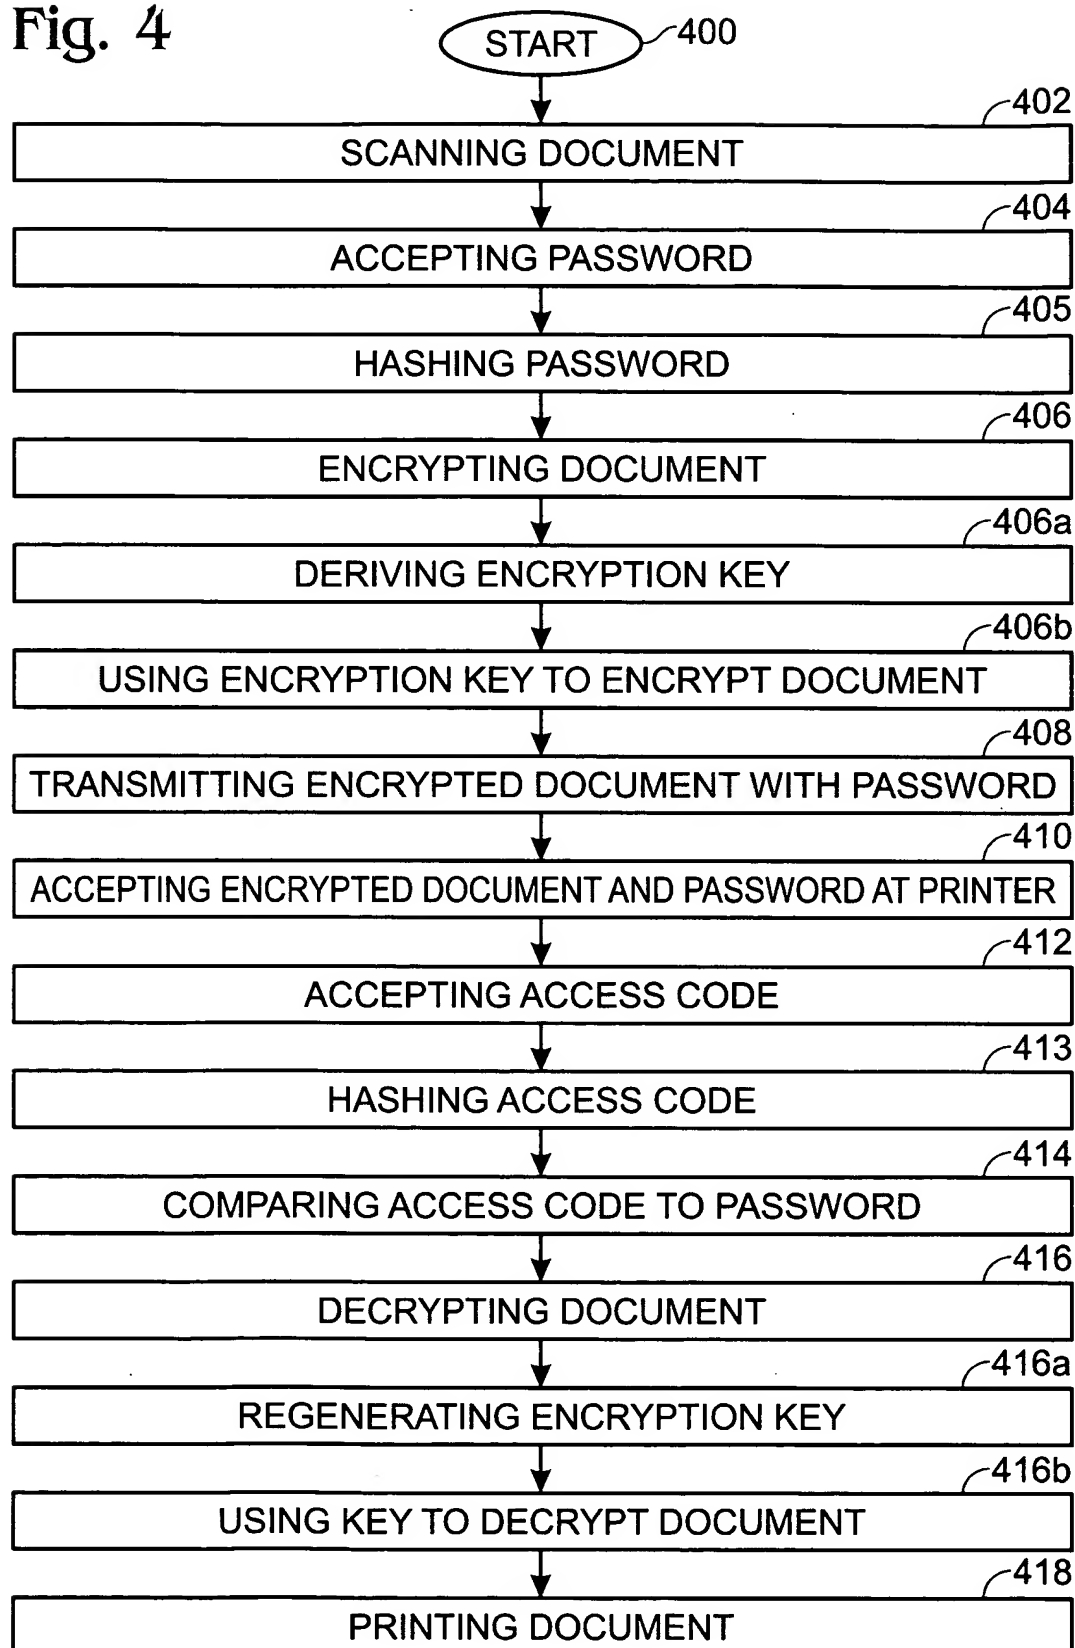 Fig. 4
START
400
402
SCANNING DOCUMENT
404
ACCEPTING PASSWORD
405
HASHING PASSWORD
406
ENCRYPTING DOCUMENT
406a
DERIVING ENCRYPTION KEY
406b
USING ENCRYPTION KEY TO ENCRYPT DOCUMENT
408
TRANSMITTING ENCRYPTED DOCUMENT WITH PASSWORD
410
ACCEPTING ENCRYPTED DOCUMENT AND PASSWORD AT PRINTER
412
ACCEPTING ACCESS CODE
413
HASHING ACCESS CODE
414
COMPARING ACCESS CODE TO PASSWORD
416
DECRYPTING DOCUMENT
416a
REGENERATING ENCRYPTION KEY
416b
USING KEY TO DECRYPT DOCUMENT
418
PRINTING DOCUMENT